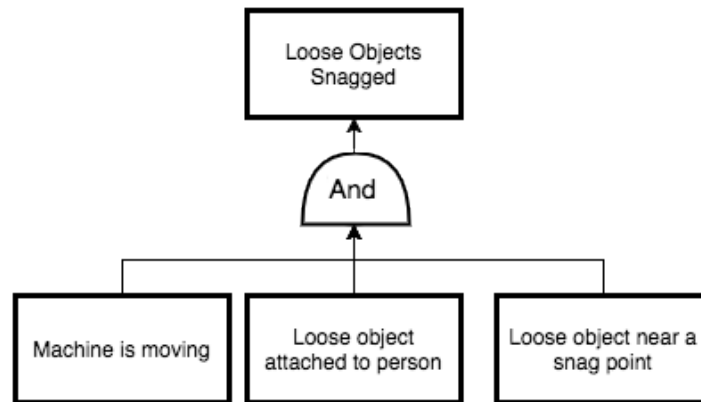 Loose Objects
Snagged
And
Machine is moving
Loose object
attached to person
Loose object near a
snag point